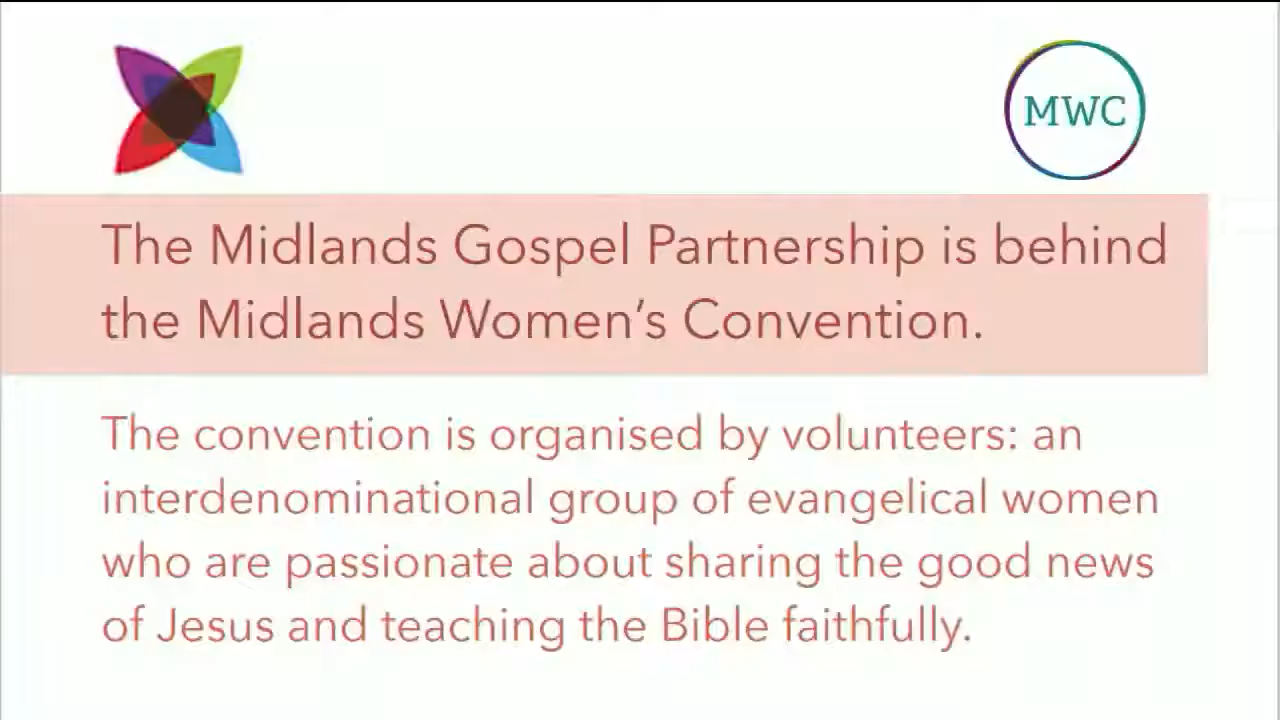 MWC
The Midlands Gospel Partnership is behind
the Midlands Women’s Convention.
The convention is organised by volunteers: an
interdenominational group of evangelical women
who are passionate about sharing the good news
of Jesus and teaching the Bible faithfully.